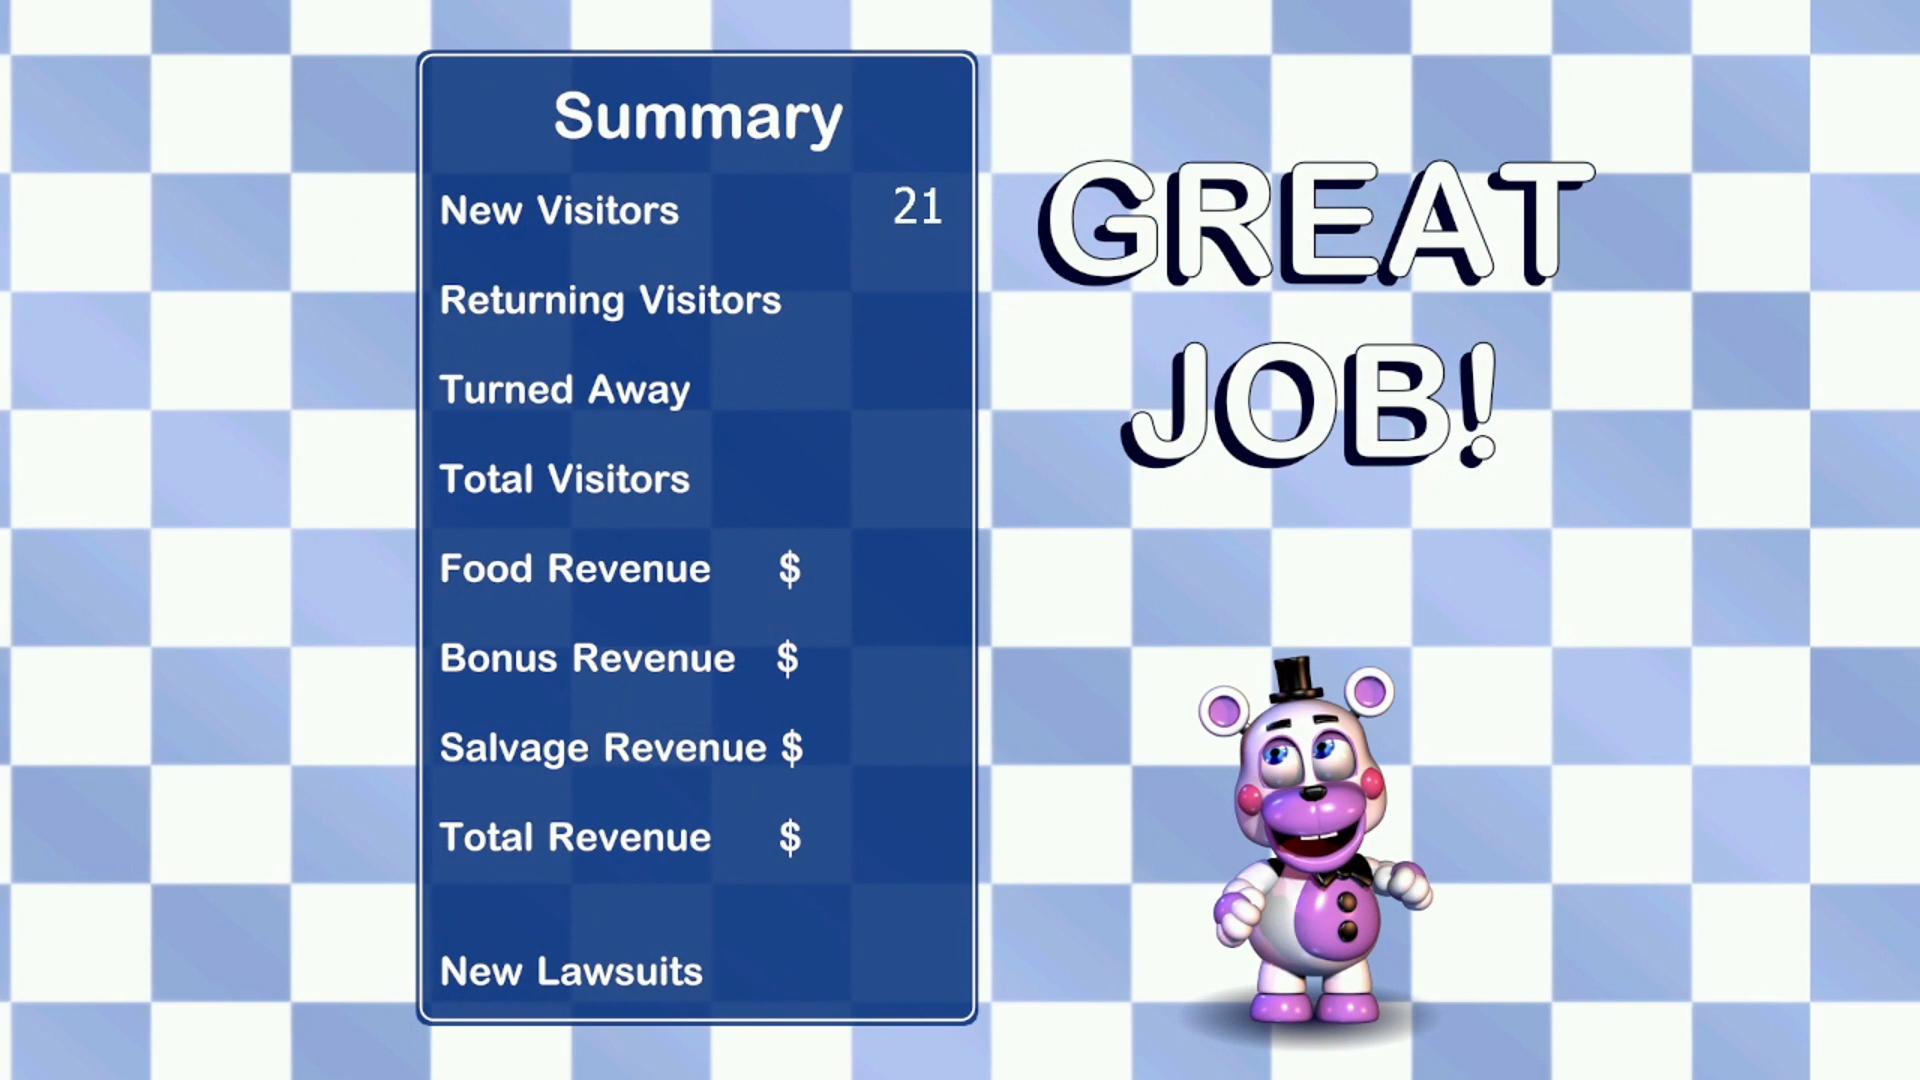 Summary
New Visitors 21
Returning Visitors
Turned Away
Total Visitors
Food Revenue $
Bonus Revenue $
Salvage Revenue $
Total Revenue $
New Lawsuits
GREAT
JOB!